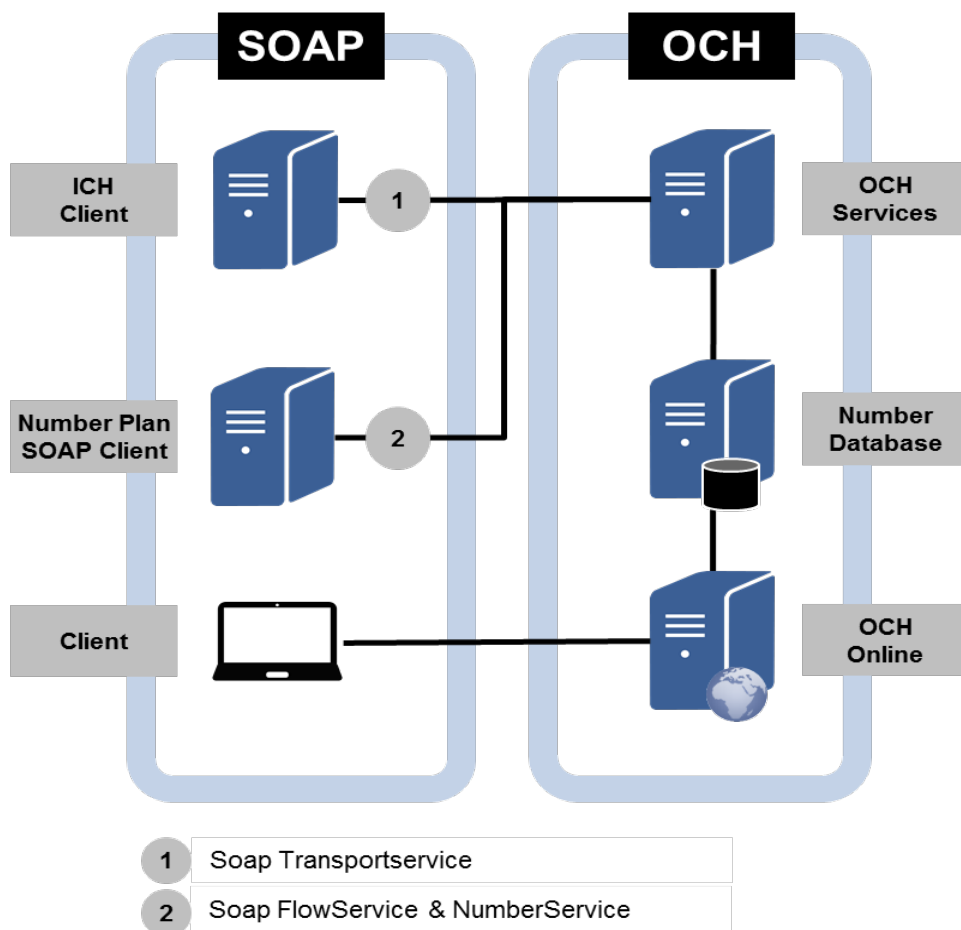 SOAP
OCH
ICH
Client
1
OCH
Services
Number Plan
SOAP Client
2
Number
Database
Client
OCH
Online
1
Soap Transportservice
2
Soap FlowService & NumberService